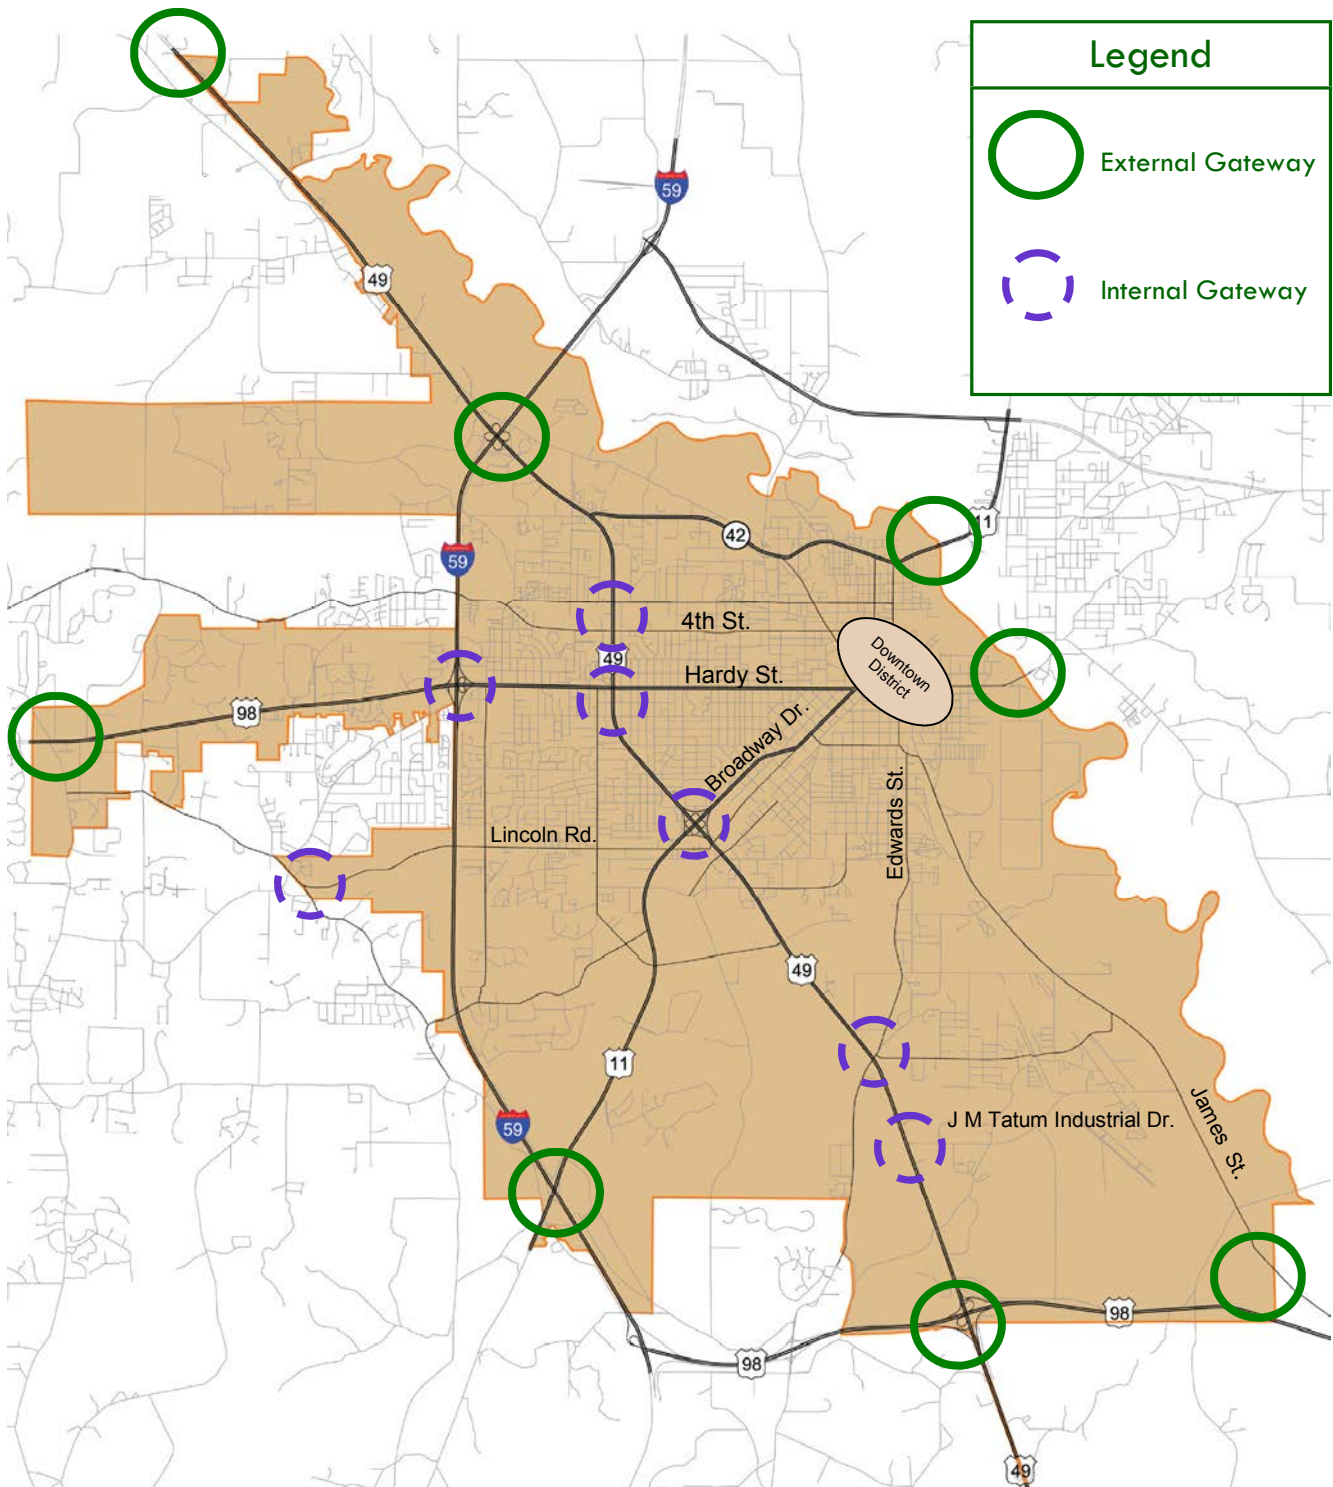 Legend
External Gateway
Internal Gateway
59
49
11
42
59
4th St.
49
Hardy St.
Downtown
District
98
Broadway Dr.
Edwards St.
Lincoln Rd.
49
11
59
J M Tatum Industrial Dr.
James St.
98
98
49